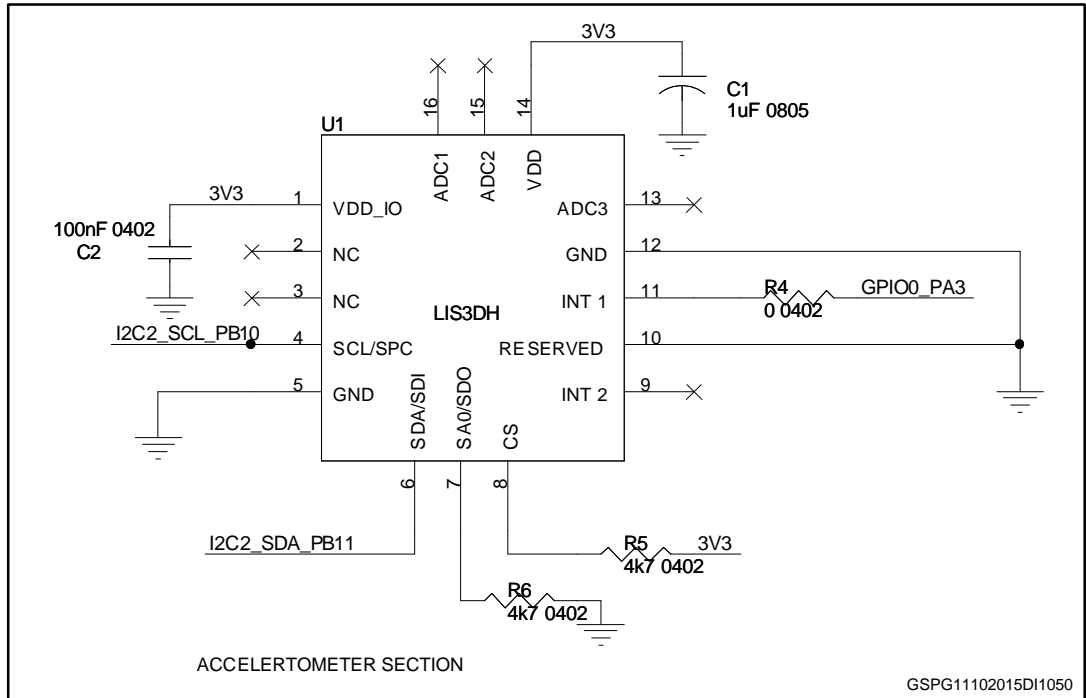 3V3
C1
1uF 0805
16
15
14
U1
ADC1
ADC2
VDD
3V3
1
VDD_IO
ADC3
13
100nF 0402
C2
2
NC
GND
12
3
NC
INT 1
11
R4
0 0402
GPIO0_PA3
LIS3DH
I2C2_SCL_PB10
4
SCL/SPC
RESERVED
10
5
GND
INT 2
9
SDA/SDI
SA0/SDO
CS
6
7
8
I2C2_SDA_PB11
R5
4k7 0402
3V3
R6
4k7 0402
ACCELERTOMETER SECTION
GSPG11102015DI1050